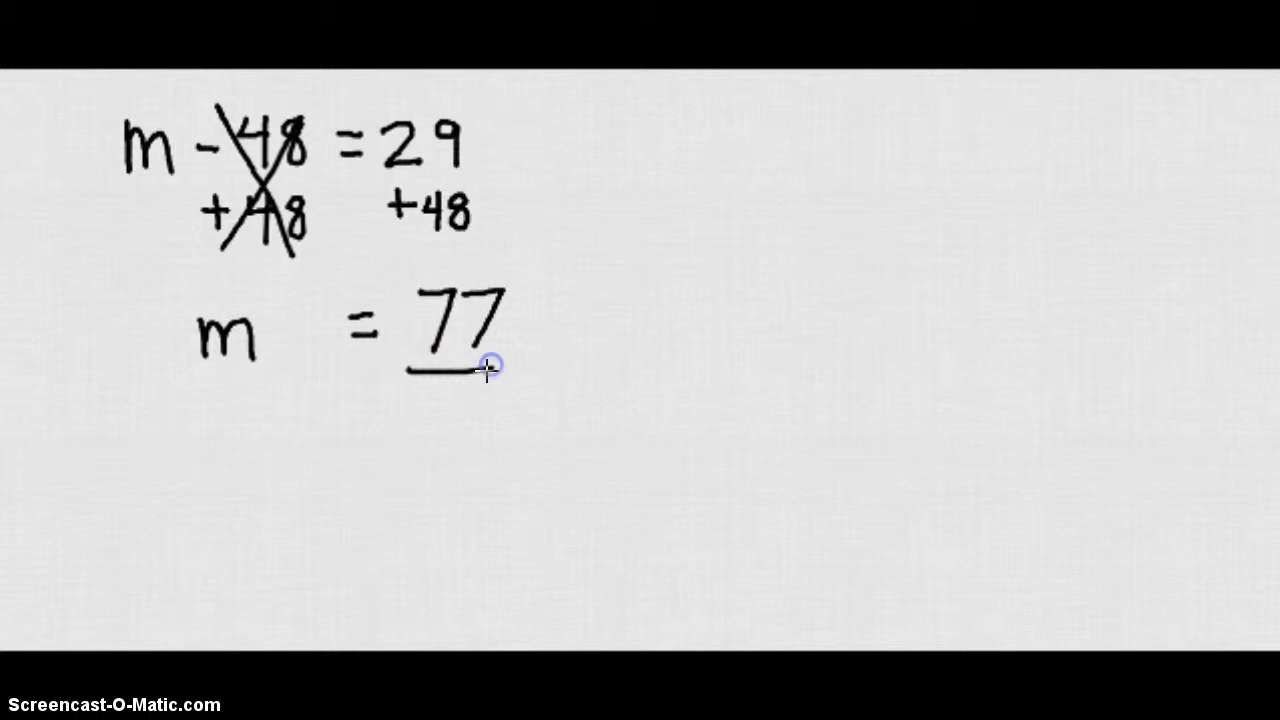 m - 48 = 29
+ 48 + 48
m = 77
Screencast-O-Matic.com